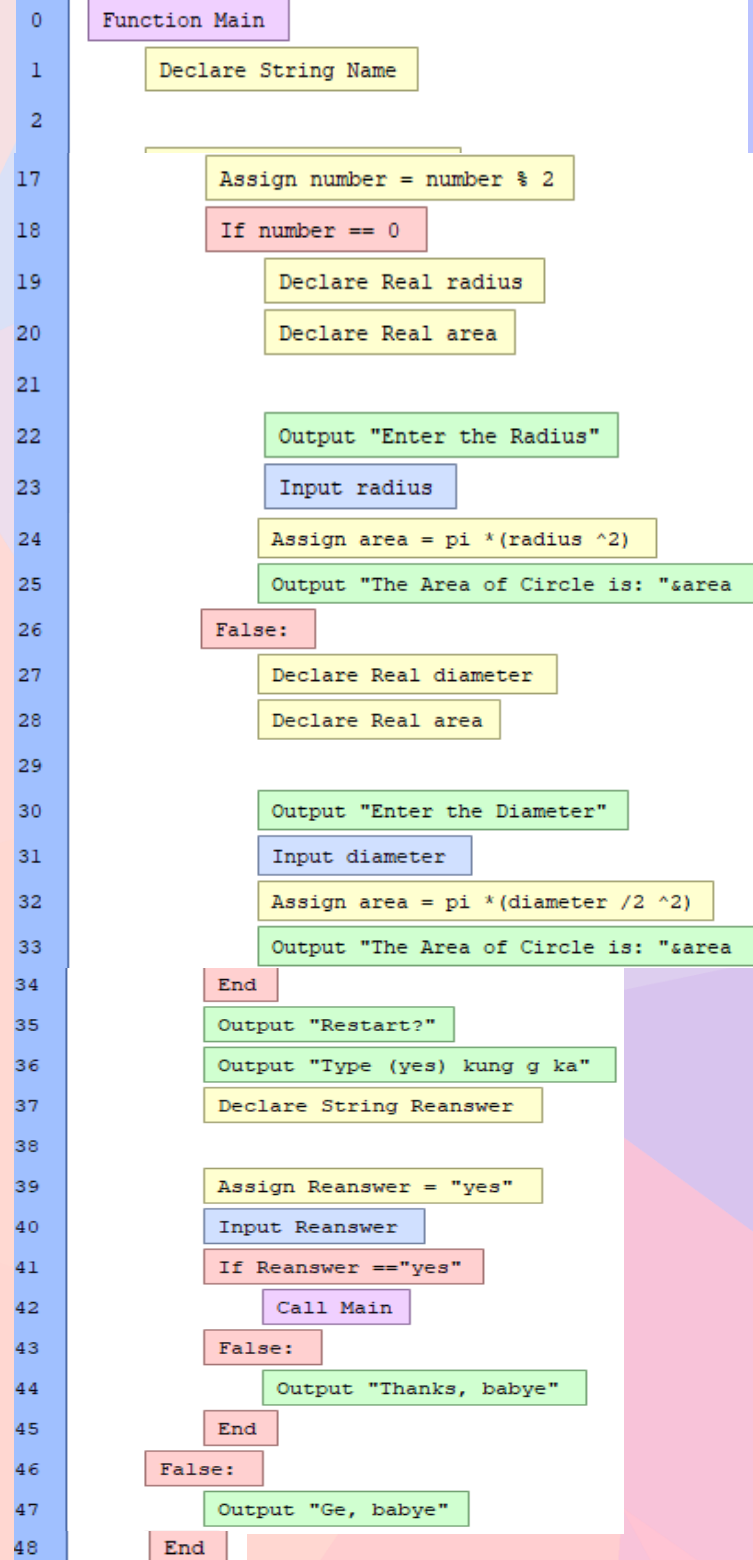 0 Function Main
1 Declare String Name
2
17 Assign number = number % 2
18 If number == 0
19 Declare Real radius
20 Declare Real area
21
22 Output "Enter the Radius"
23 Input radius
24 Assign area = pi *(radius ^2)
25 Output "The Area of Circle is: "&area
26 False:
27 Declare Real diameter
28 Declare Real area
29
30 Output "Enter the Diameter"
31 Input diameter
32 Assign area = pi *(diameter /2 ^2)
33 Output "The Area of Circle is: "&area
34 End
35 Output "Restart?"
36 Output "Type (yes) kung g ka"
37 Declare String Reanswer
38
39 Assign Reanswer = "yes"
40 Input Reanswer
41 If Reanswer =="yes"
42 Call Main
43 False:
44 Output "Thanks, babye"
45 End
46 False:
47 Output "Ge, babye"
48 End